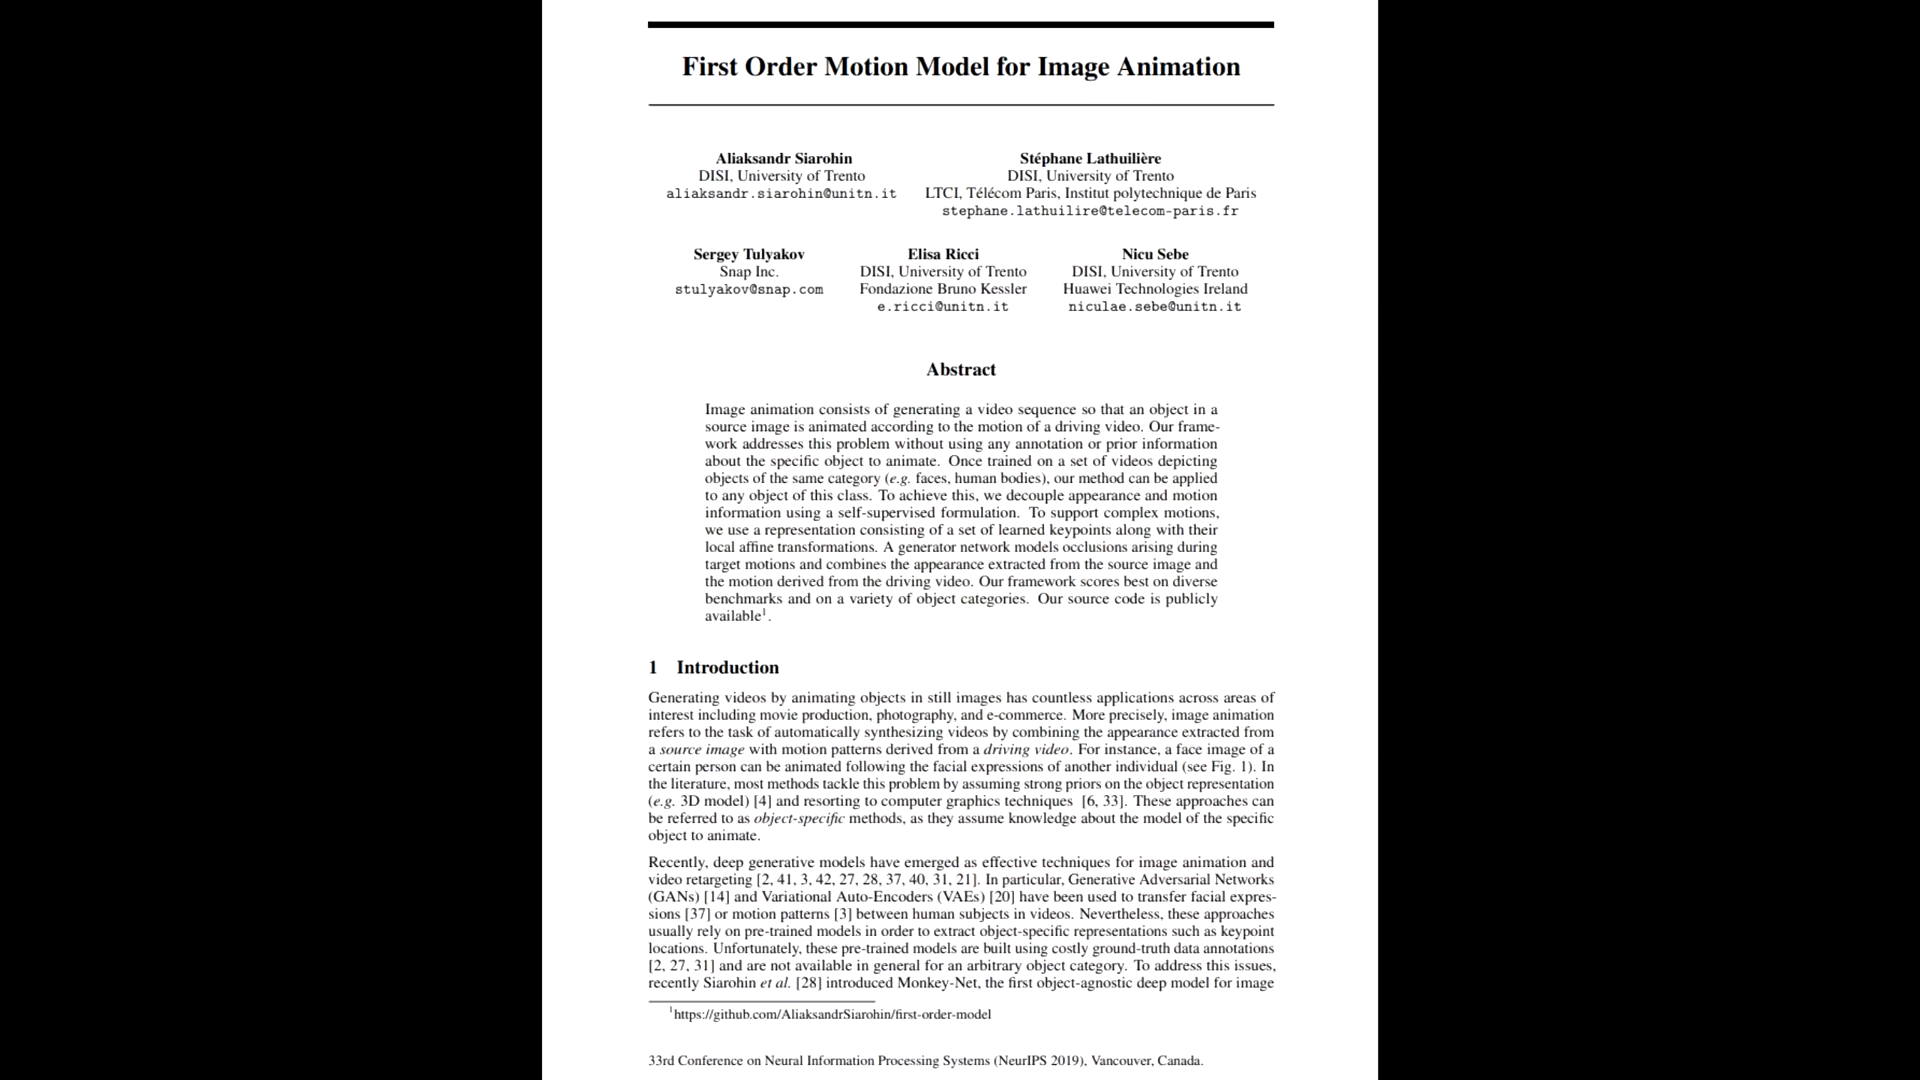 First Order Motion Model for Image Animation
Aliaksandr Siarohin
DISI, University of Trento
aliaksandr.siarohin@unitn.it
Stéphane Lathuilière
DISI, University of Trento
LTCI, Télécom Paris, Institut polytechnique de Paris
stephane.lathuilire@telecom-paris.fr
Sergey Tulyakov
Snap Inc.
stulyakov@snap.com
Elisa Ricci
DISI, University of Trento
Fondazione Bruno Kessler
e.ricci@unitn.it
Nicu Sebe
DISI, University of Trento
Huawei Technologies Ireland
niculae.sebe@unitn.it
Abstract
Image animation consists of generating a video sequence so that an object in a
source image is animated according to the motion of a driving video. Our frame-
work addresses this problem without using any annotation or prior information
about the specific object to animate. Once trained on a set of videos depicting
objects of the same category (e.g. faces, human bodies), our method can be applied
to any object of this class. To achieve this, we decouple appearance and motion
information using a self-supervised formulation. To support complex motions,
we use a representation consisting of a set of learned keypoints along with their
local affine transformations. A generator network models occlusions arising during
target motions and combines the appearance extracted from the source image and
the motion derived from the driving video. Our framework scores best on diverse
benchmarks and on a variety of object categories. Our source code is publicly
available1.
1 Introduction
Generating videos by animating objects in still images has countless applications across areas of
interest including movie production, photography, and e-commerce. More precisely, image animation
refers to the task of automatically synthesizing videos by combining the appearance extracted from
a source image with motion patterns derived from a driving video. For instance, a face image of a
certain person can be animated following the facial expressions of another individual (see Fig. 1). In
the literature, most methods tackle this problem by assuming strong priors on the object representation
(e.g. 3D model) [4] and resorting to computer graphics techniques [6, 33]. These approaches can
be referred to as object-specific methods, as they assume knowledge about the model of the specific
object to animate.
Recently, deep generative models have emerged as effective techniques for image animation and
video retargeting [2, 41, 3, 42, 27, 28, 37, 40, 31, 21]. In particular, Generative Adversarial Networks
(GANs) [14] and Variational Auto-Encoders (VAEs) [20] have been used to transfer facial expres-
sions [37] or motion patterns [3] between human subjects in videos. Nevertheless, these approaches
usually rely on pre-trained models in order to extract object-specific representations such as keypoint
locations. Unfortunately, these pre-trained models are built using costly ground-truth data annotations
[2, 27, 31] and are not available in general for an arbitrary object category. To address this issues,
recently Siarohin et al. [28] introduced Monkey-Net, the first object-agnostic deep model for image
1https://github.com/AliaksandrSiarohin/first-order-model
33rd Conference on Neural Information Processing Systems (NeurIPS 2019), Vancouver, Canada.